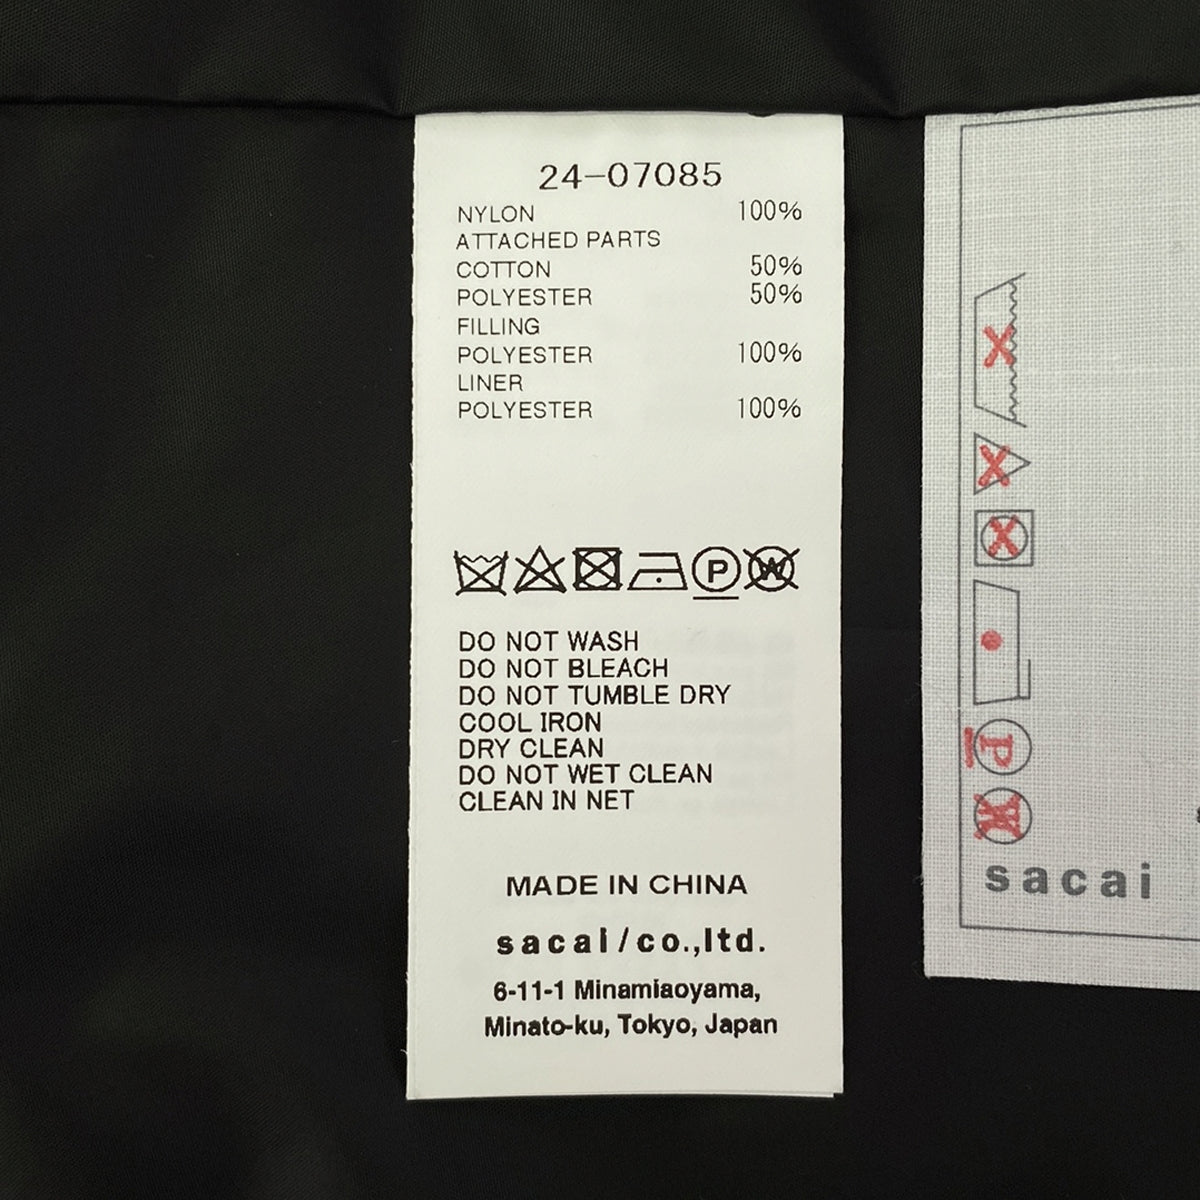 24-07085
NYLON 100%
ATTACHED PARTS
COTTON 50%
POLYESTER 50%
FILLING
POLYESTER 100%
LINER
POLYESTER 100%
P W
DO NOT WASH
DO NOT BLEACH
DO NOT TUMBLE DRY
COOL IRON
DRY CLEAN
DO NOT WET CLEAN
CLEAN IN NET
MADE IN CHINA
sacai/co.,ltd.
6-11-1 Minamiaoyama,
Minato-ku, Tokyo, Japan
P
W
sacai